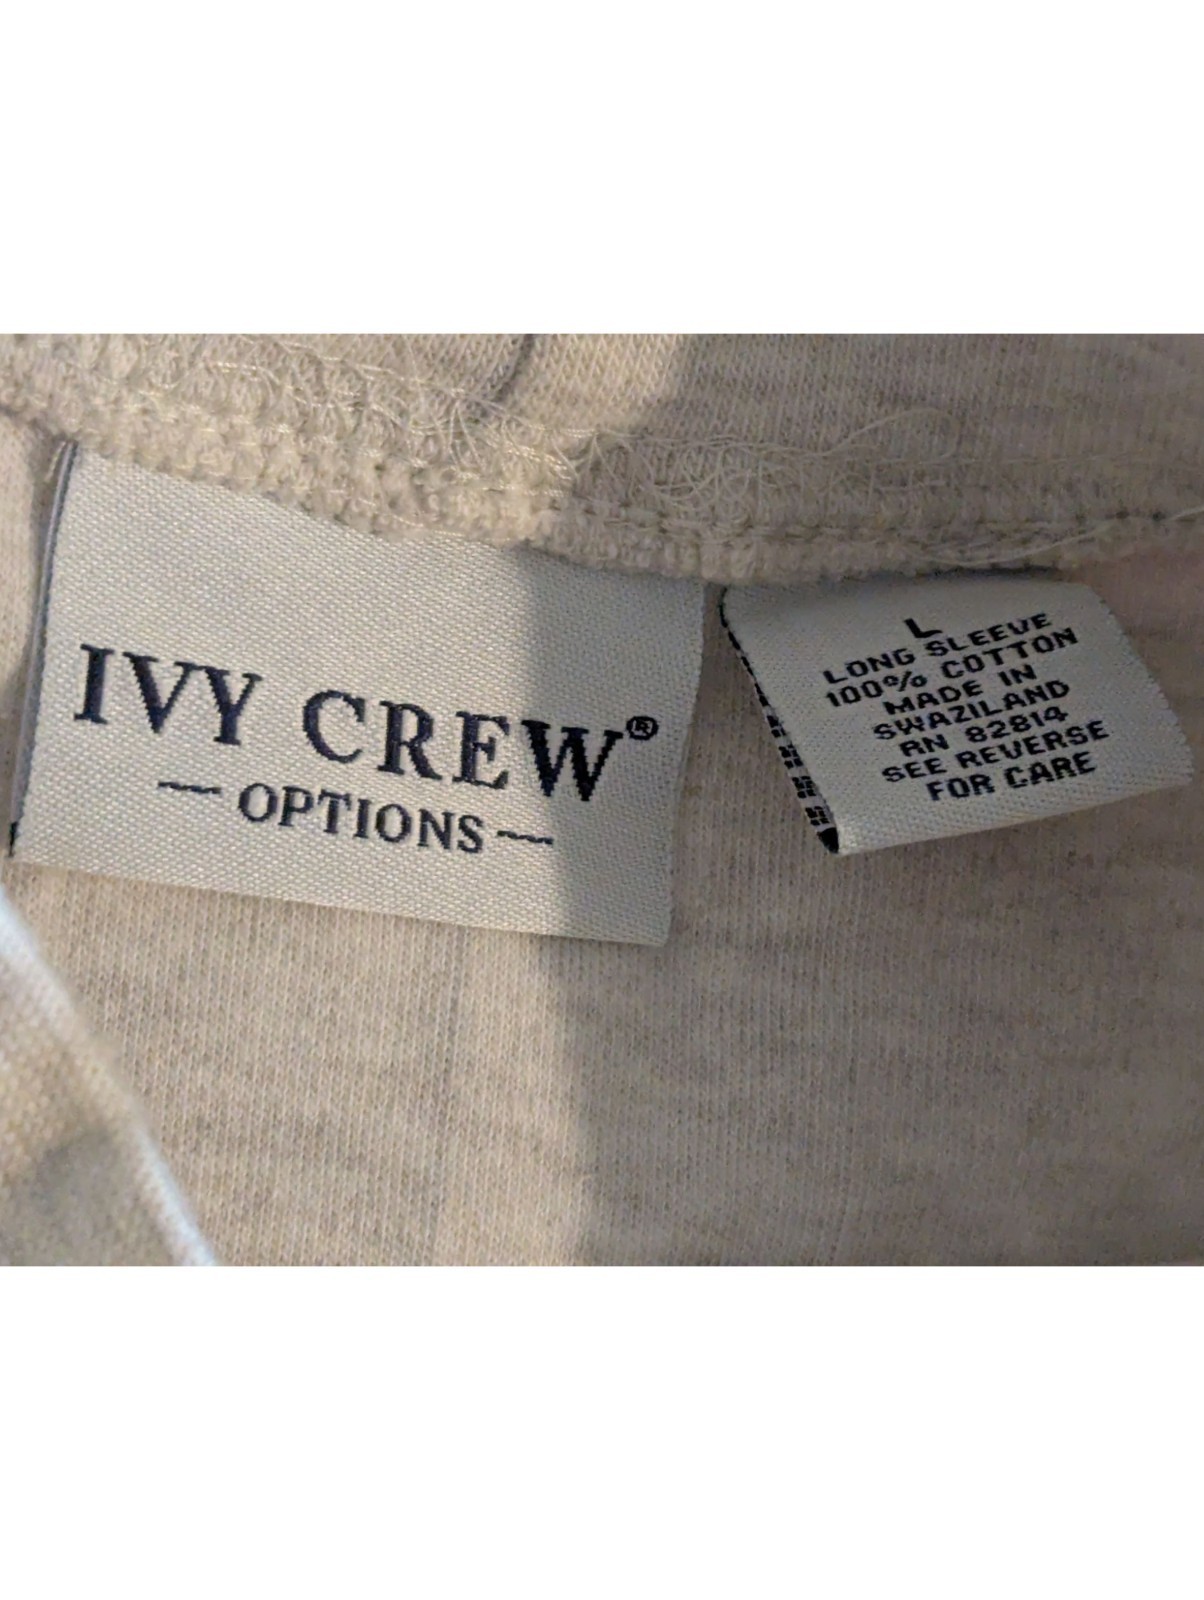 IVY CREW®
~ OPTIONS ~
L
LONG SLEEVE
100% COTTON
MADE IN
SWAZILAND
RN 82814
SEE REVERSE
FOR CARE